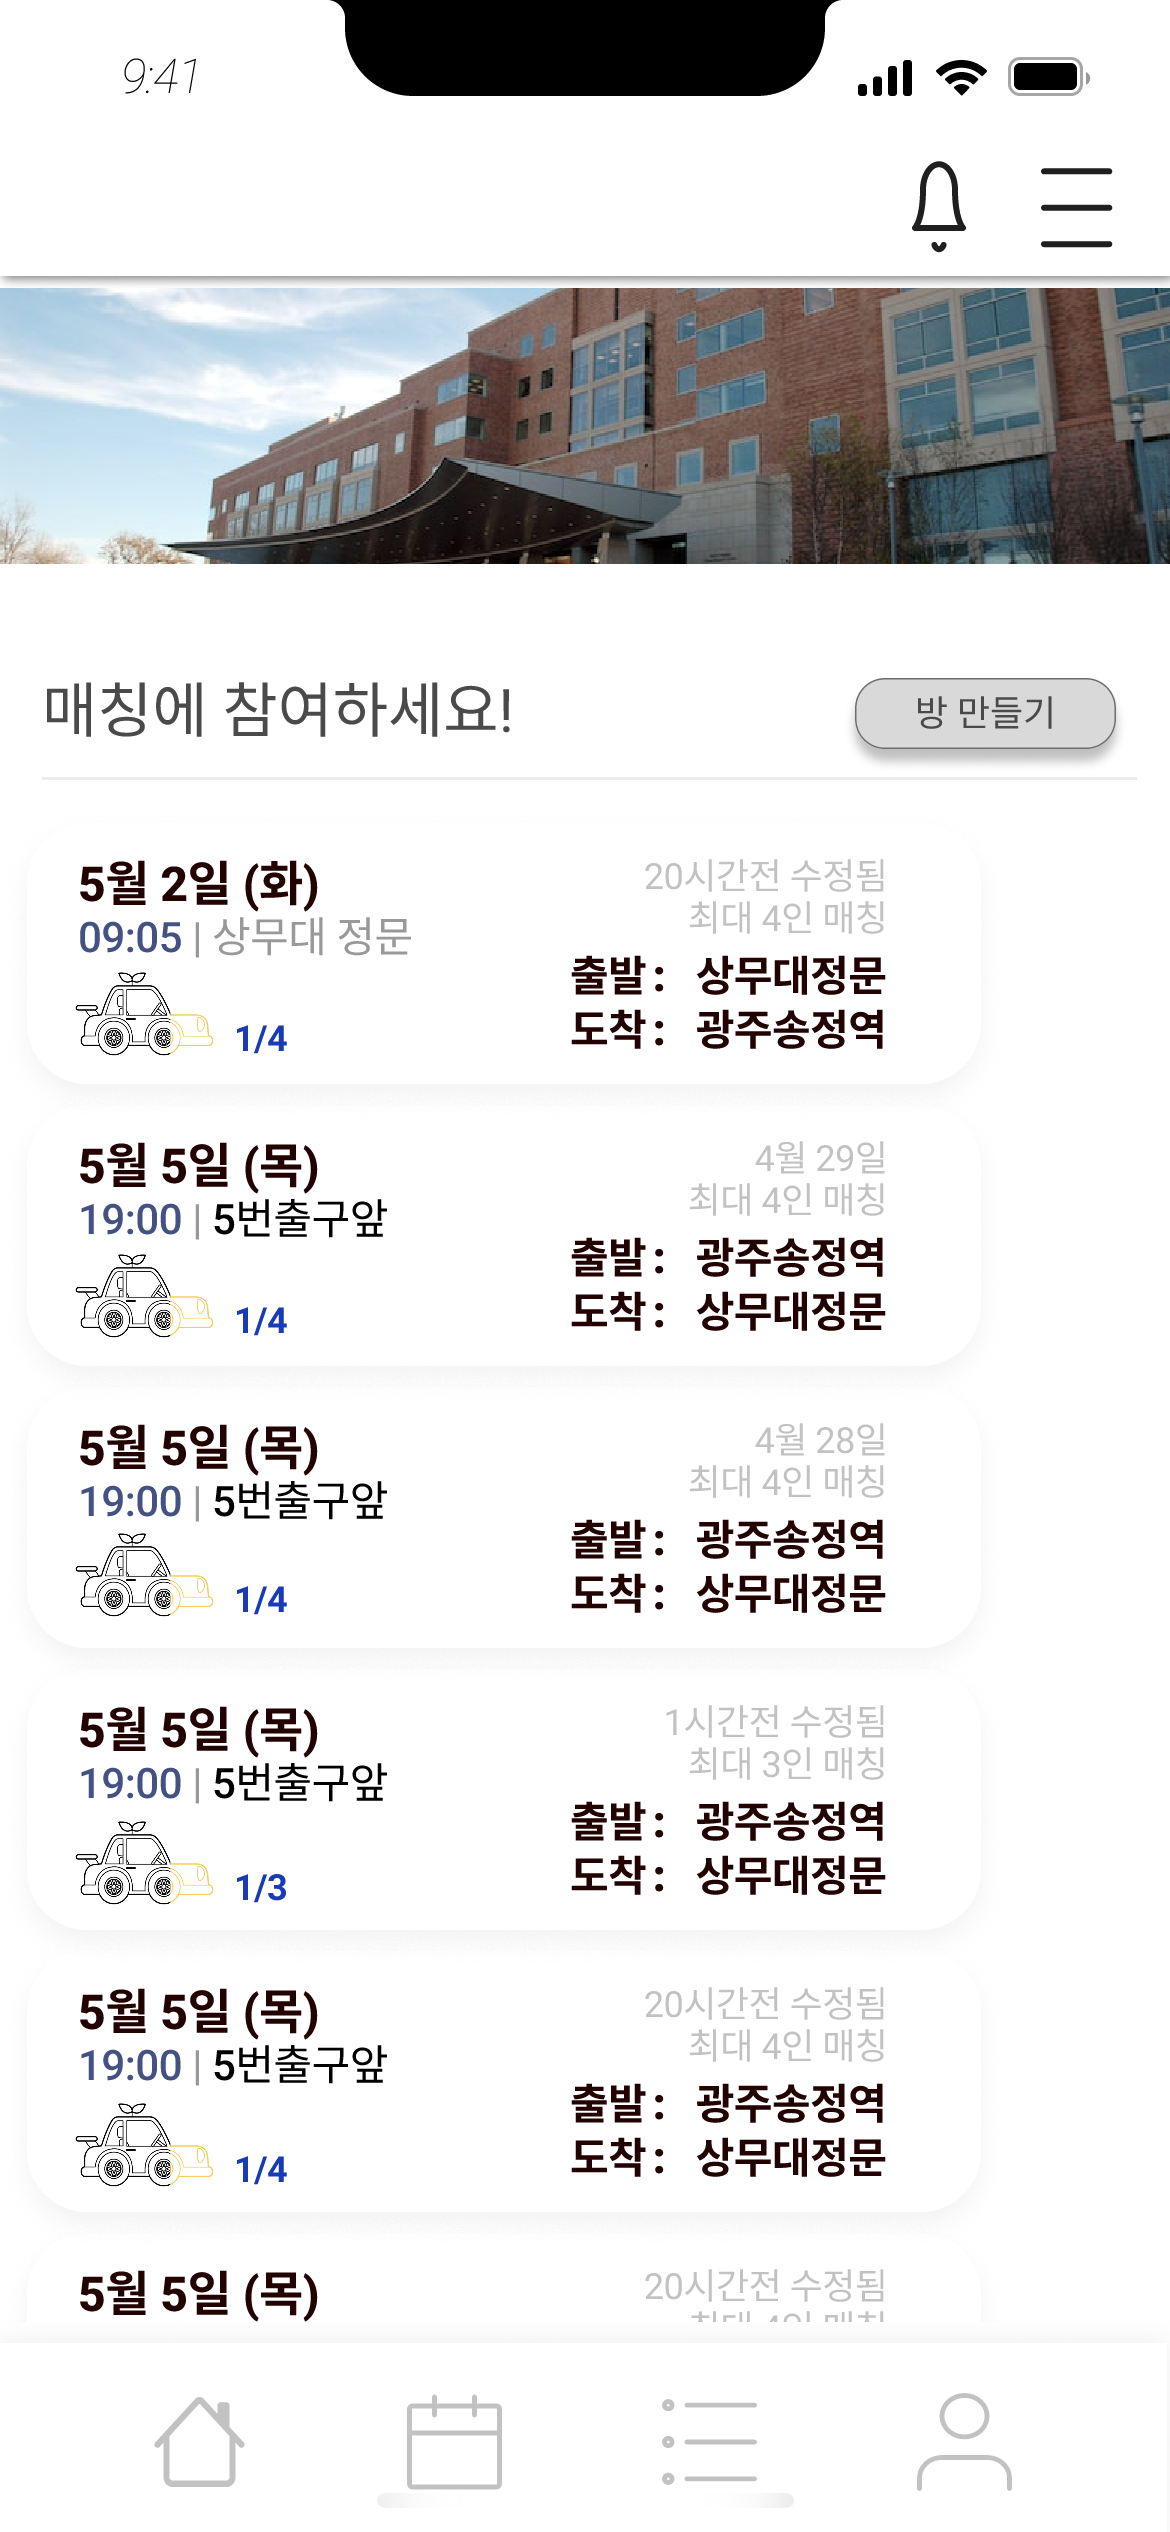 9:41
매칭에 참여하세요!
방 만들기
5월 2일 (화)
20시간전 수정됨
최대 4인 매칭
09:05 | 상무대 정문
출발: 상무대정문
도착: 광주송정역
1/4
5월 5일 (목)
4월 29일
최대 4인 매칭
19:00 | 5번출구앞
출발: 광주송정역
도착: 상무대정문
1/4
5월 5일 (목)
4월 28일
최대 4인 매칭
19:00 | 5번출구앞
출발: 광주송정역
도착: 상무대정문
1/4
5월 5일 (목)
1시간전 수정됨
최대 3인 매칭
19:00 | 5번출구앞
출발: 광주송정역
도착: 상무대정문
1/3
5월 5일 (목)
20시간전 수정됨
최대 4인 매칭
19:00 | 5번출구앞
출발: 광주송정역
도착: 상무대정문
1/4
5월 5일 (목)
20시간전 수정됨